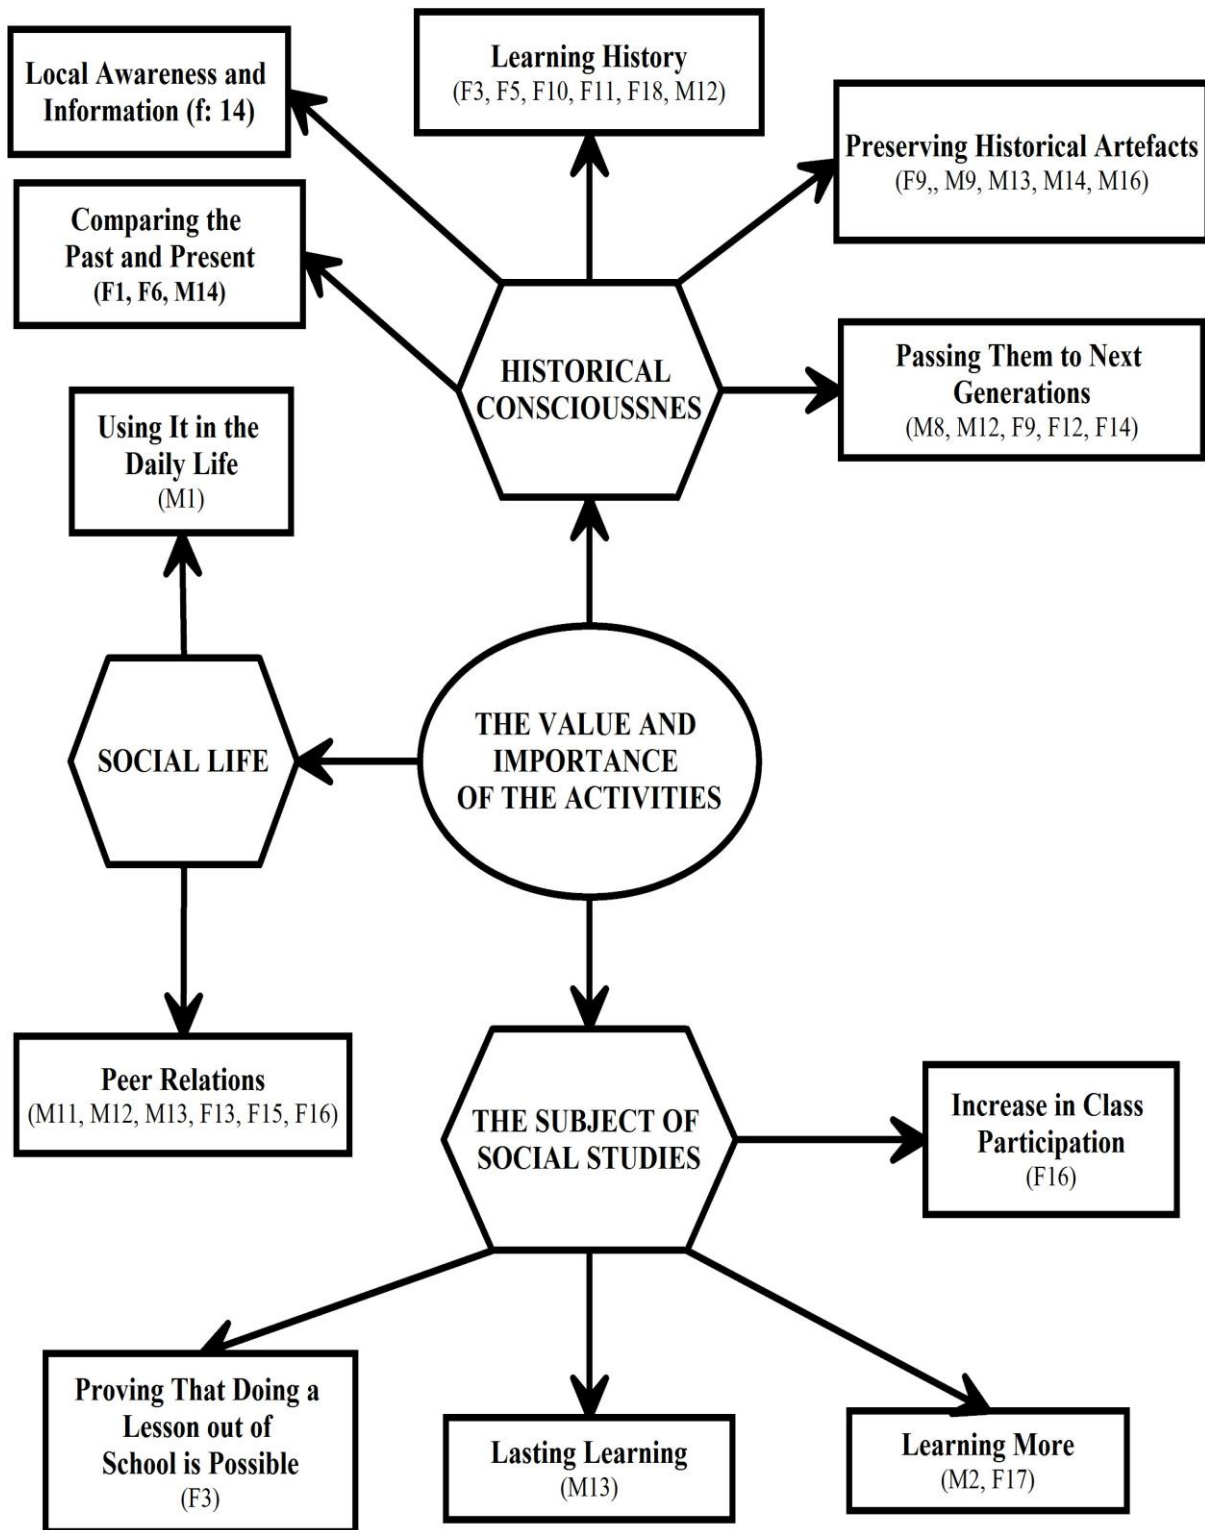 Local Awareness and
Information (f: 14)
Learning History
(F3, F5, F10, F11, F18, M12)
Preserving Historical Artefacts
(F9,, M9, M13, M14, M16)
Comparing the
Past and Present
(F1, F6, M14)
HISTORICAL
CONSCIOUSSNES
Passing Them to Next
Generations
(M8, M12, F9, F12, F14)
Using It in the
Daily Life
(M1)
SOCIAL LIFE
THE VALUE AND
IMPORTANCE
OF THE ACTIVITIES
Peer Relations
(M11, M12, M13, F13, F15, F16)
THE SUBJECT OF
SOCIAL STUDIES
Increase in Class
Participation
(F16)
Proving That Doing a
Lesson out of
School is Possible
(F3)
Lasting Learning
(M13)
Learning More
(M2, F17)